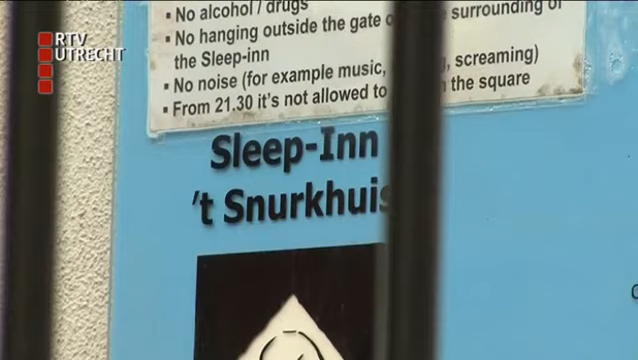 RTV
UTRECHT
▪ No alcohol / drugs
▪ No hanging outside the gate surrounding of
the Sleep-inn
▪ No noise (for example music, screaming)
▪ From 21.30 it's not allowed to the square
Sleep-Inn
't Snurkhuis